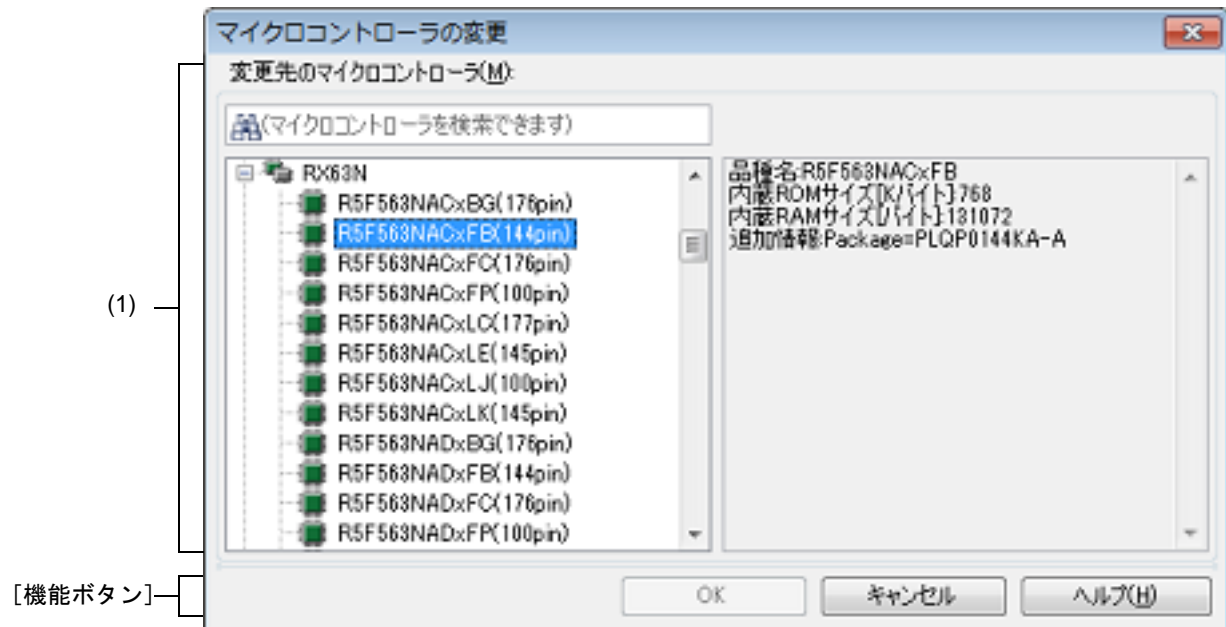 マイクロコントローラの変更
変更先のマイクロコントローラ(M):
(マイクロコントローラを検索できます)
RX63N
R5F563NACxBG(176pin)
R5F563NACxFB(144pin)
R5F563NACxFC(176pin)
R5F563NACxFP(100pin)
R5F563NACxLC(177pin)
R5F563NACxLE(145pin)
R5F563NACxLJ(100pin)
R5F563NACxLK(145pin)
R5F563NADxBG(176pin)
R5F563NADxFB(144pin)
R5F563NADxFC(176pin)
R5F563NADxFP(100pin)
品種名:R5F563NACxFB
内蔵ROMサイズ[Kバイト]:768
内蔵RAMサイズ[バイト]:131072
追加情報:Package=PLQP0144KA-A
(1)
[機能ボタン]
OK
キャンセル
ヘルプ(H)